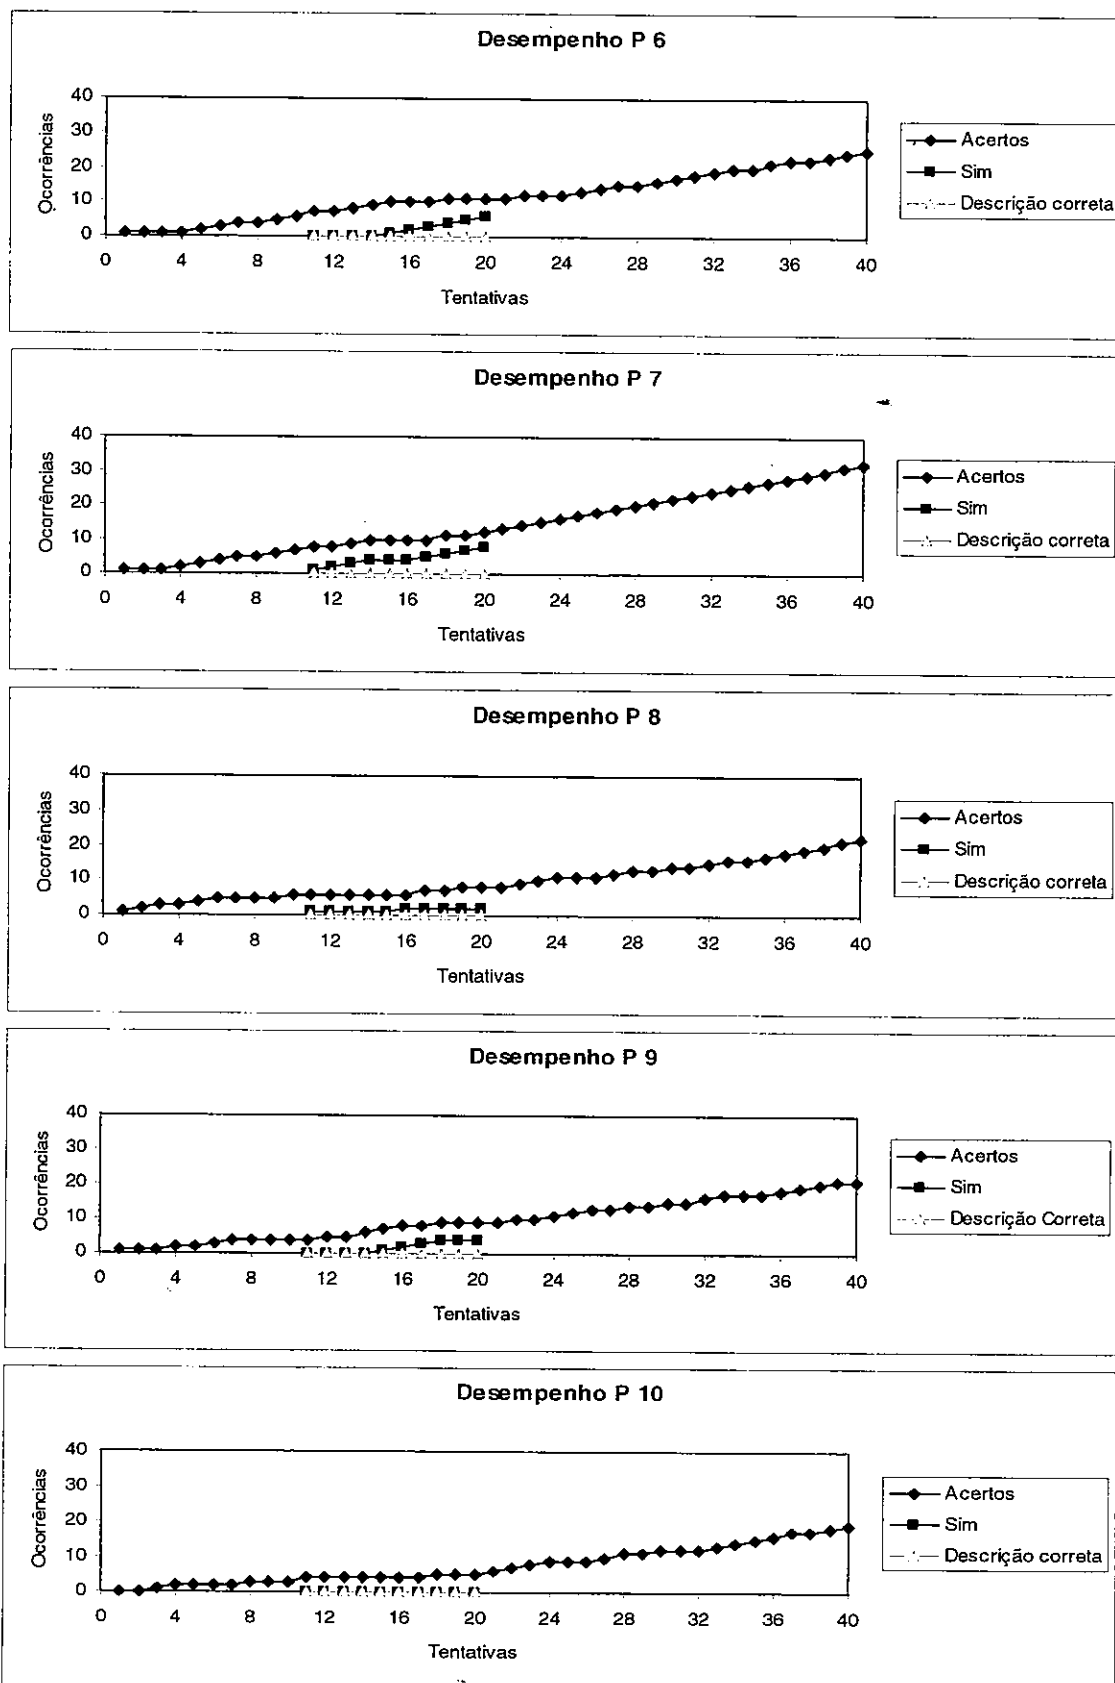 Desempenho P 6
40
30
20
10
0
Ocorrências
0 4 8 12 16 20 24 28 32 36 40
Tentativas
Acertos
Sim
Descrição correta
Desempenho P 7
40
30
20
10
0
Ocorrências
0 4 8 12 16 20 24 28 32 36 40
Tentativas
Acertos
Sim
Descrição correta
Desempenho P 8
40
30
20
10
0
Ocorrências
0 4 8 12 16 20 24 28 32 36 40
Tentativas
Acertos
Sim
Descrição correta
Desempenho P 9
40
30
20
10
0
Ocorrências
0 4 8 12 16 20 24 28 32 36 40
Tentativas
Acertos
Sim
Descrição Correta
Desempenho P 10
40
30
20
10
0
Ocorrências
0 4 8 12 16 20 24 28 32 36 40
Tentativas
Acertos
Sim
Descrição correta